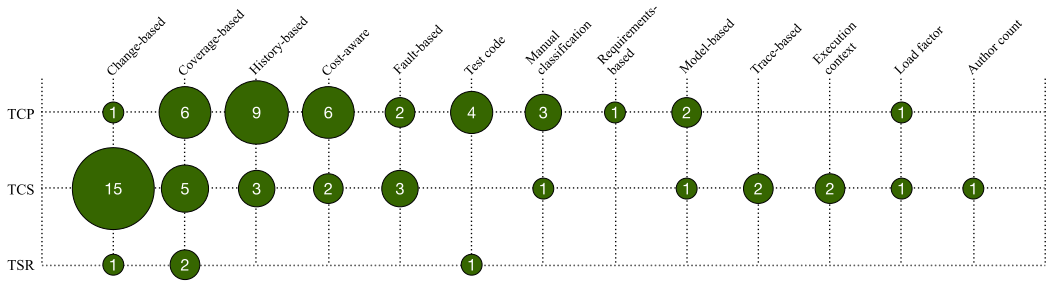 Change-based
Coverage-based
History-based
Cost-aware
Fault-based
Test code
Manual
classification
Requirements-
based
Model-based
Trace-based
Execution
context
Load factor
Author count
TCP 1 6 9 6 2 4 3 1 2 1
TCS 15 5 3 2 3 1 1 2 2 1 1
TSR 1 2 1